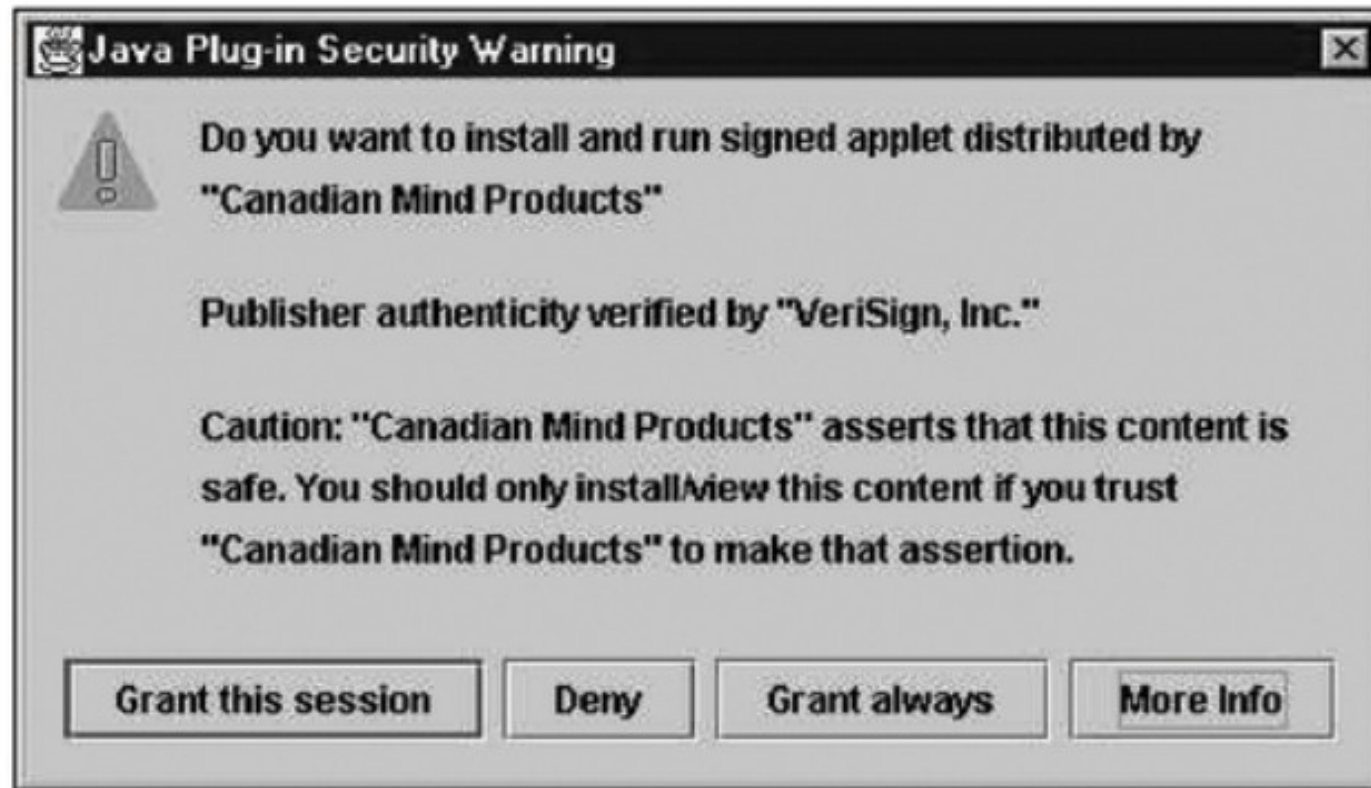 Java Plug-in Security Warning
Do you want to install and run signed applet distributed by
"Canadian Mind Products"
Publisher authenticity verified by "VeriSign, Inc."
Caution: "Canadian Mind Products" asserts that this content is
safe. You should only install/view this content if you trust
"Canadian Mind Products" to make that assertion.
Grant this session Deny Grant always More Info